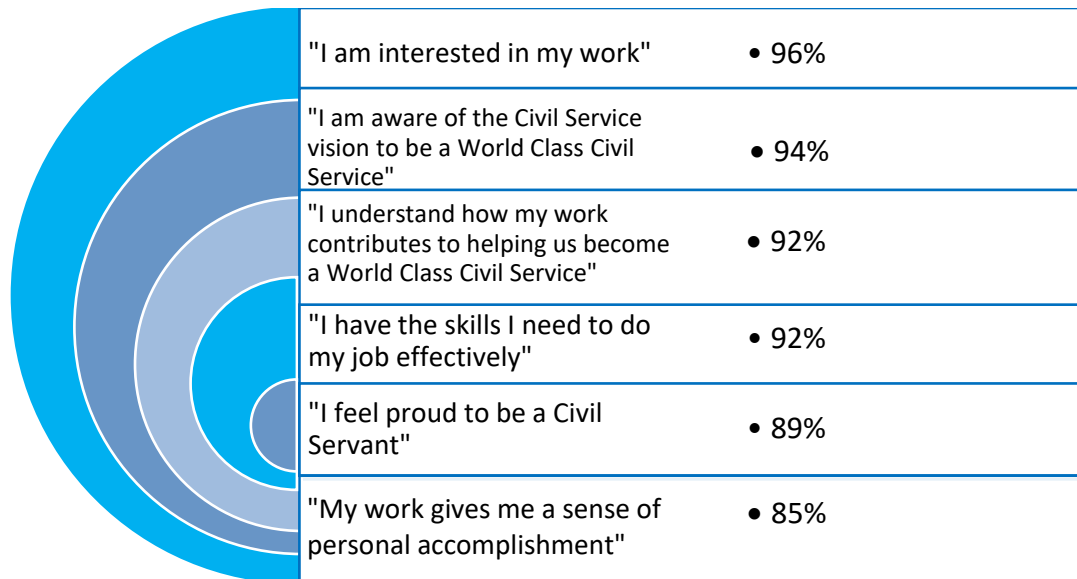 "I am interested in my work"
• 96%
"I am aware of the Civil Service
vision to be a World Class Civil
Service"
• 94%
"I understand how my work
contributes to helping us become
a World Class Civil Service"
• 92%
"I have the skills I need to do
my job effectively"
• 92%
"I feel proud to be a Civil
Servant"
• 89%
"My work gives me a sense of
personal accomplishment"
• 85%